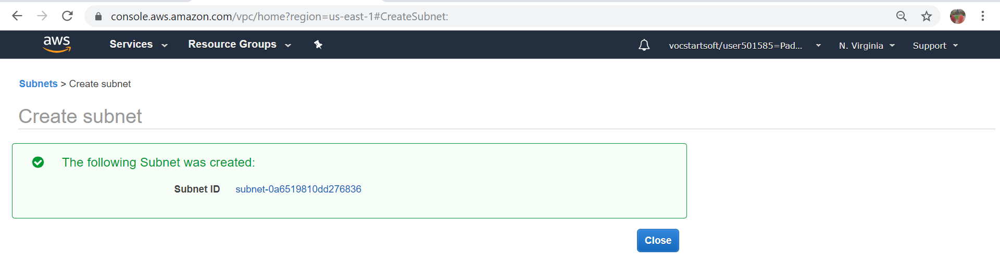 console.aws.amazon.com/vpc/home?region=us-east-1#CreateSubnet:
aws Services Resource Groups vocstartsoft/user501585=Pad... N. Virginia Support
Subnets > Create subnet
Create subnet
The following Subnet was created:
Subnet ID subnet-0a6519810dd276836
Close